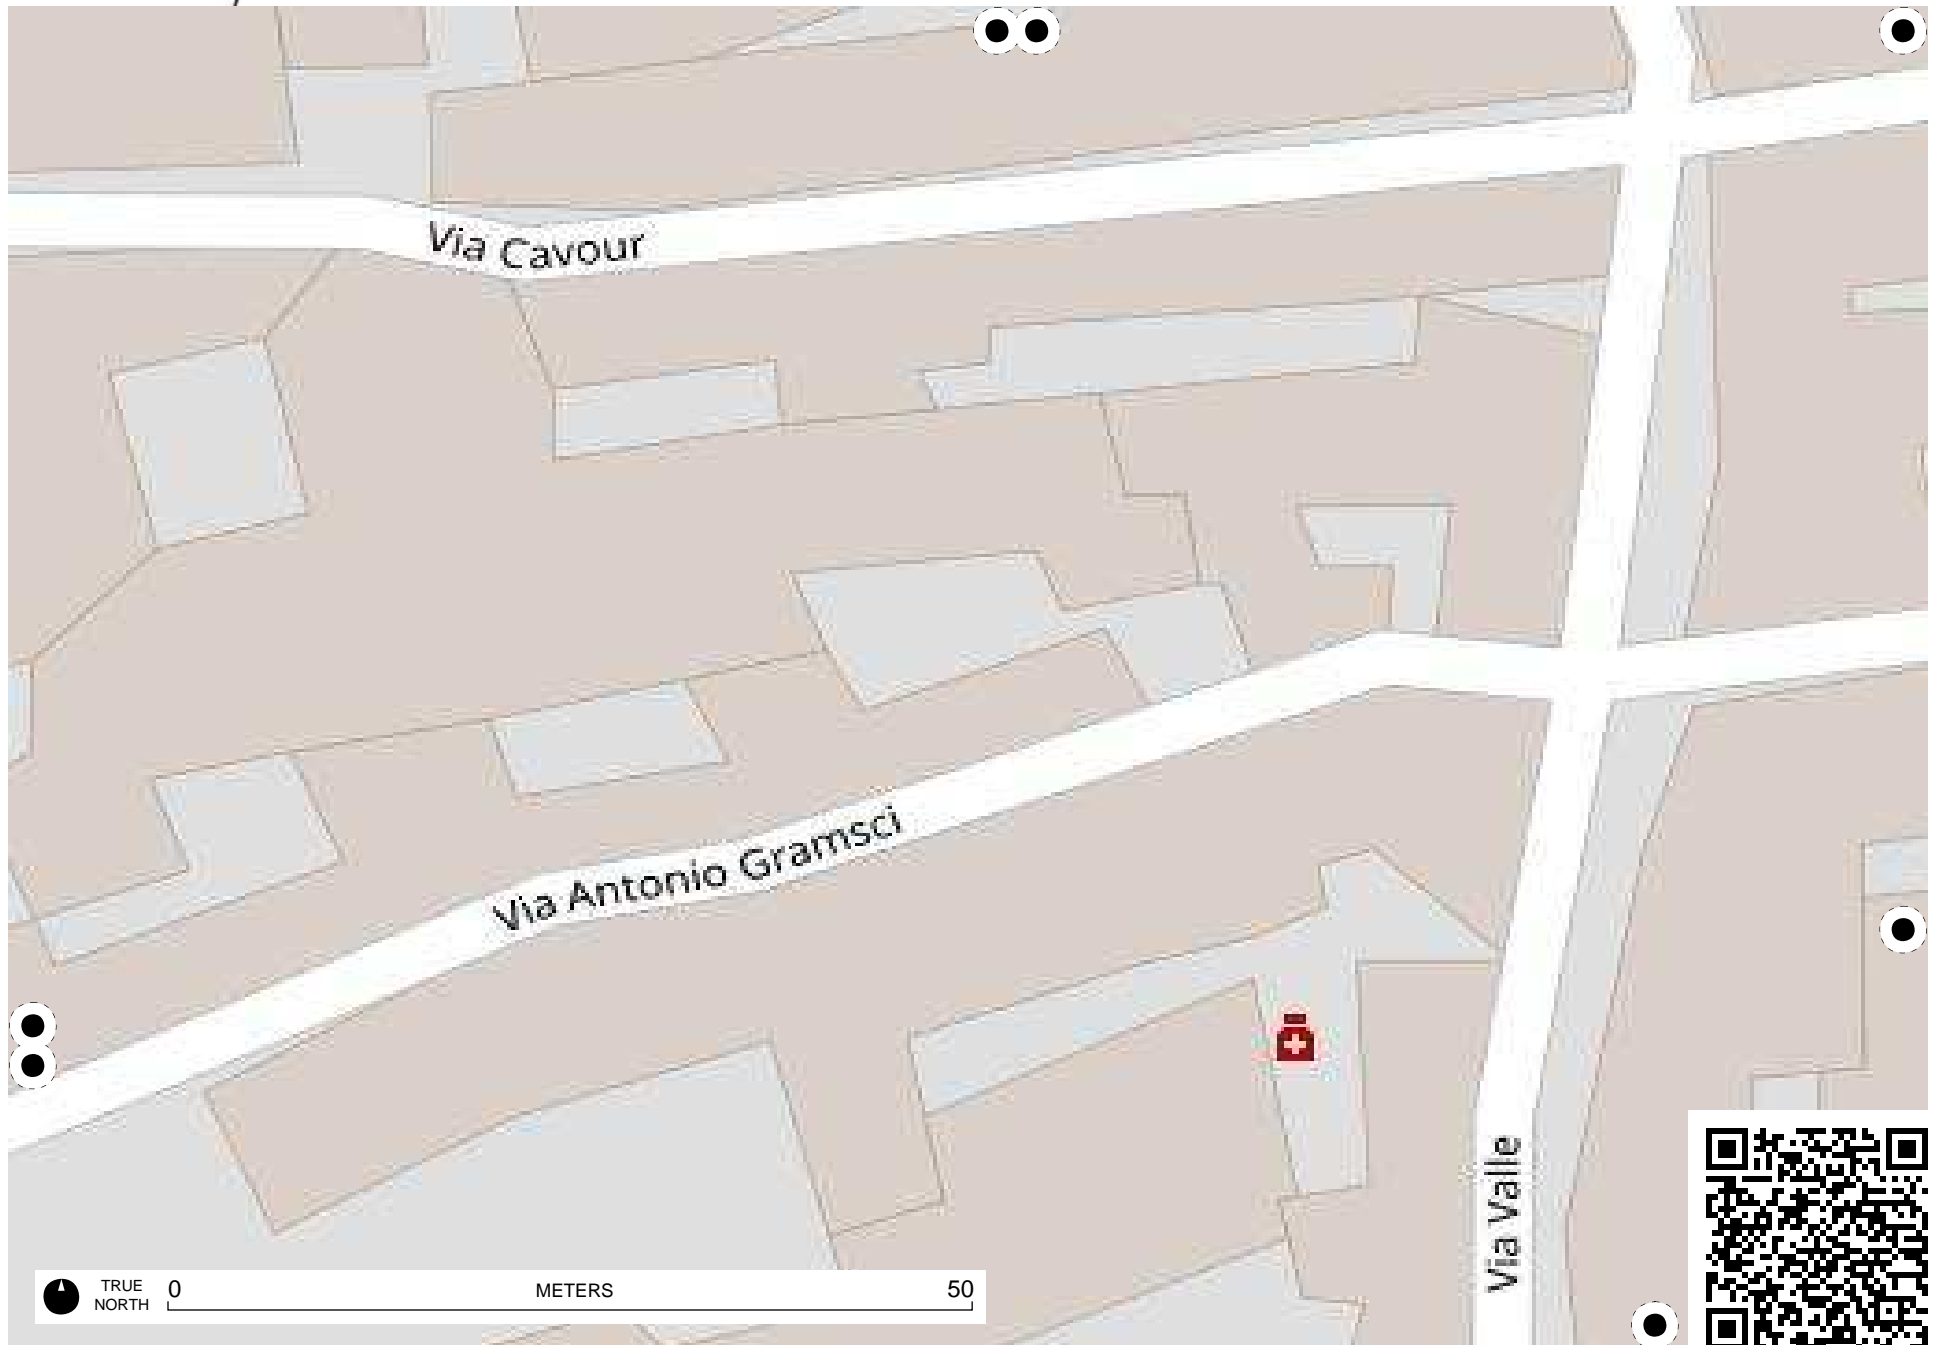 Via Cavour
Via Antonio Gramsci
Via Valle
TRUE
NORTH
0
METERS
50